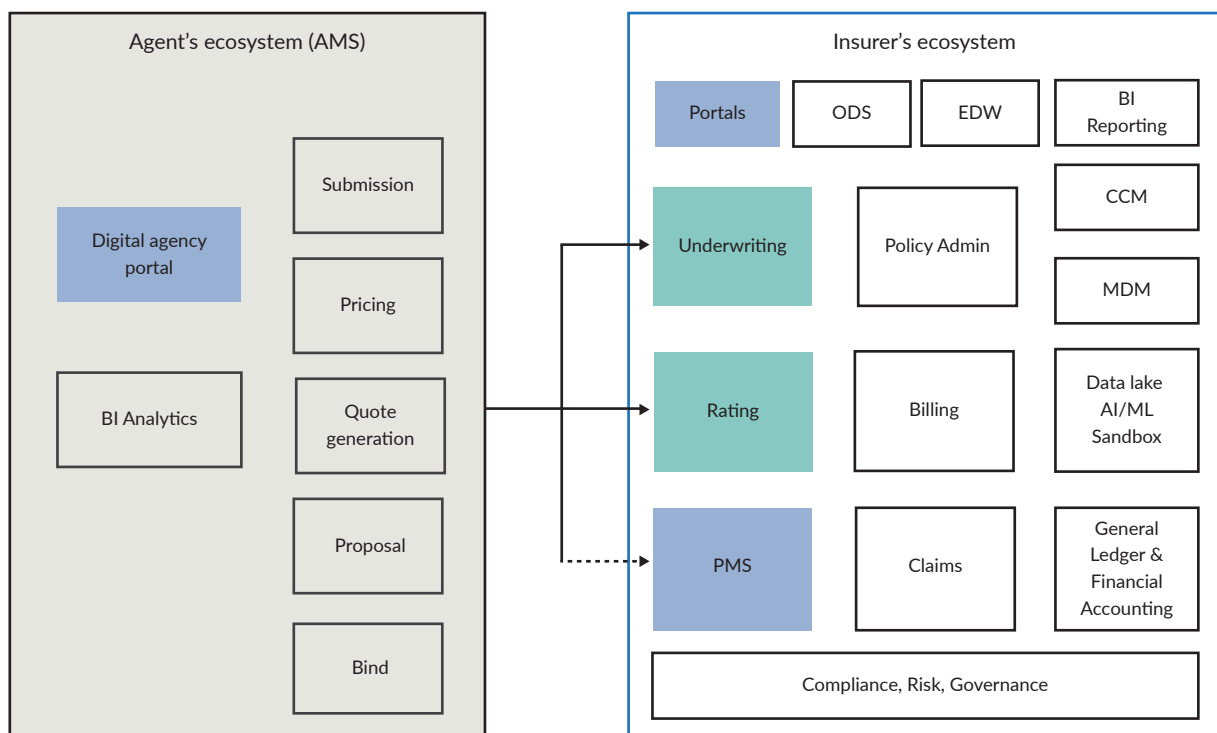 Agent’s ecosystem (AMS)
Submission
Digital agency
portal
Pricing
BI Analytics
Quote
generation
Proposal
Bind
Insurer’s ecosystem
Portals
ODS
EDW
BI
Reporting
Underwriting
Policy Admin
CCM
MDM
Rating
Billing
Data lake
AI/ML
Sandbox
PMS
Claims
General
Ledger &
Financial
Accounting
Compliance, Risk, Governance